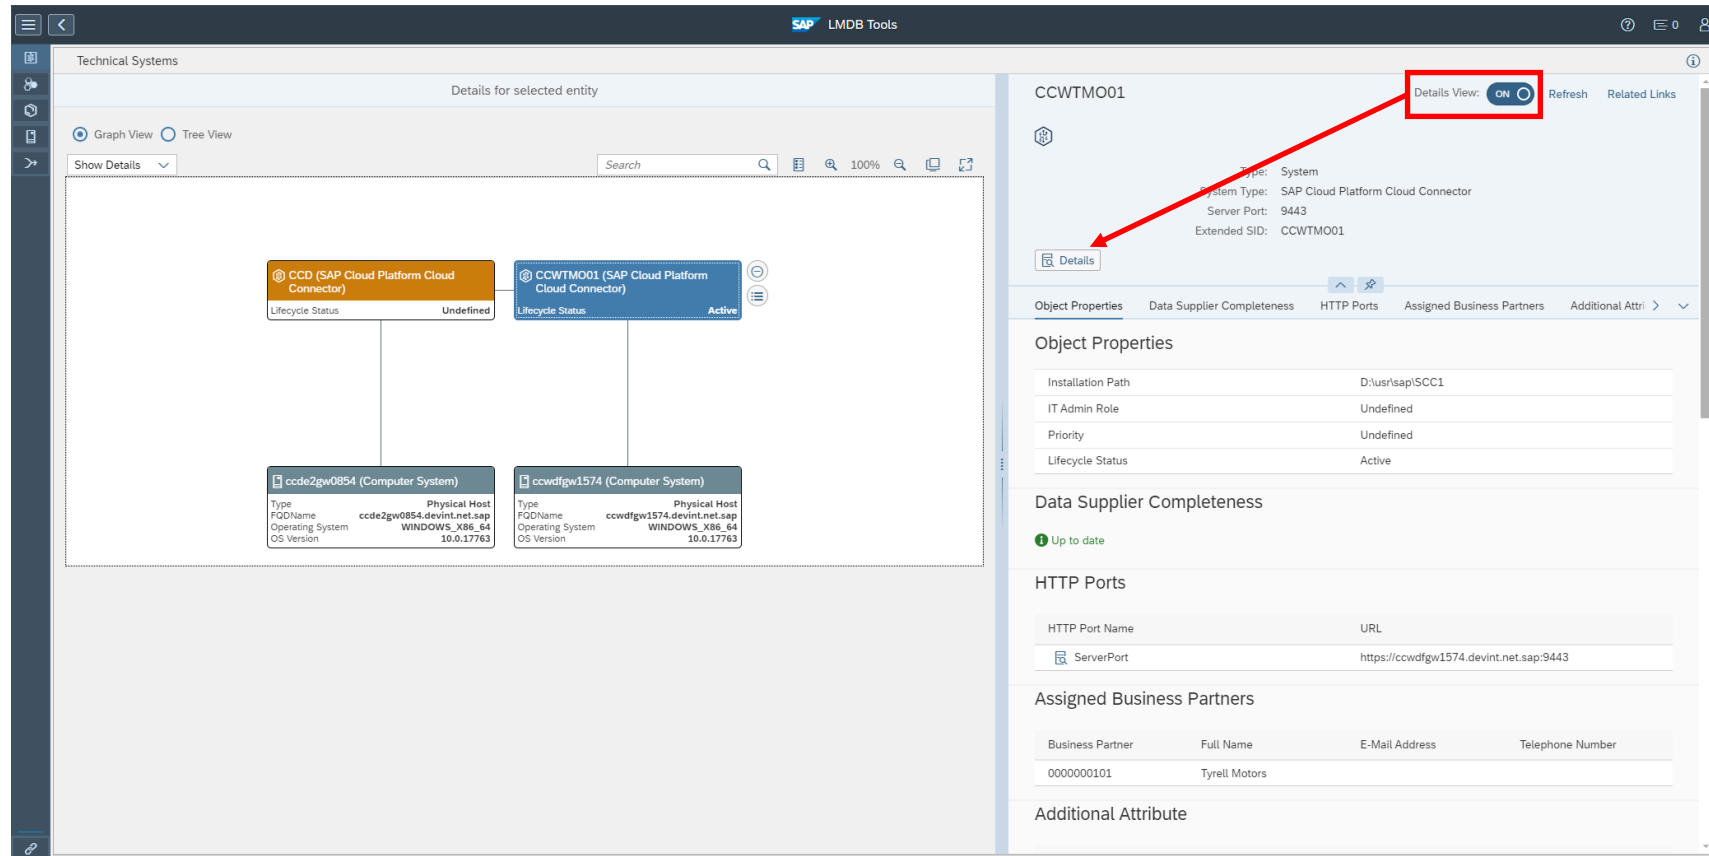 SAP LMDB Tools
0
Technical Systems
Details for selected entity
Graph View Tree View
Show Details
Search
100%
CCD (SAP Cloud Platform Cloud
Connector)
Lifecycle Status Undefined
CCWTMO01 (SAP Cloud Platform
Cloud Connector)
Lifecycle Status Active
ccde2gw0854 (Computer System)
Type Physical Host
FQDName ccde2gw0854.devint.net.sap
Operating System WINDOWS_X86_64
OS Version 10.0.17763
ccwdfgw1574 (Computer System)
Type Physical Host
FQDName ccwdfgw1574.devint.net.sap
Operating System WINDOWS_X86_64
OS Version 10.0.17763
CCWTMO01
Details View: ON Refresh Related Links
Type: System
System Type: SAP Cloud Platform Cloud Connector
Server Port: 9443
Extended SID: CCWTMO01
Details
Object Properties Data Supplier Completeness HTTP Ports Assigned Business Partners Additional Attri
Object Properties
Installation Path D:\usr\sap\SCC1
IT Admin Role Undefined
Priority Undefined
Lifecycle Status Active
Data Supplier Completeness
Up to date
HTTP Ports
HTTP Port Name URL
ServerPort https://ccwdfgw1574.devint.net.sap:9443
Assigned Business Partners
Business Partner Full Name E-Mail Address Telephone Number
0000000101 Tyrell Motors
Additional Attribute